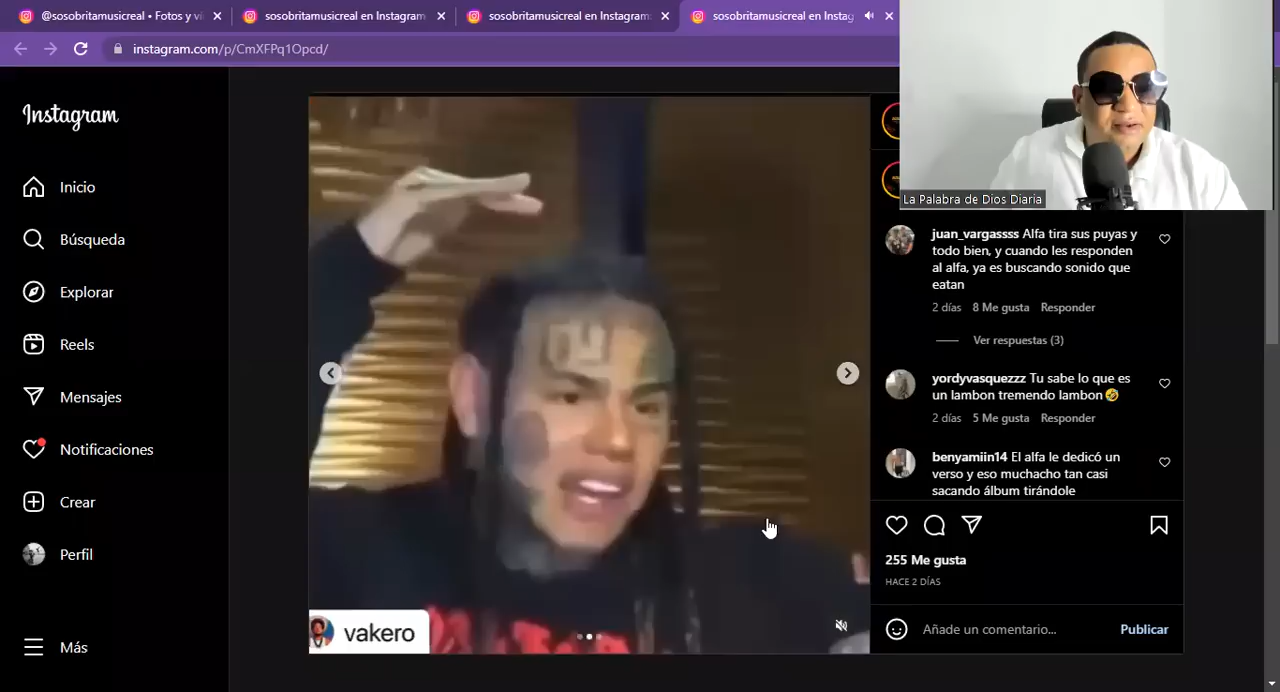 @sosobritamusicreal • Fotos y vi
sosobritamusicreal en Instagram
sosobritamusicreal en Instagram:
sosobritamusicreal en Instag
instagram.com/p/CmXFPq1Opcd/
Instagram
Inicio
Búsqueda
Explorar
Reels
Mensajes
Notificaciones
Crear
Perfil
Más
vakero
La Palabra de Dios Diaria
juan_vargassss Alfa tira sus puyas y
todo bien, y cuando les responden
al alfa, ya es buscando sonido que
eatan
2 días 8 Me gusta Responder
Ver respuestas (3)
yordyvasquezzz Tu sabe lo que es
un lambon tremendo lambon🤣
2 días 5 Me gusta Responder
benyamiin14 El alfa le dedicó un
verso y eso muchacho tan casi
sacando álbum tirándole
255 Me gusta
HACE 2 DÍAS
Añade un comentario...
Publicar